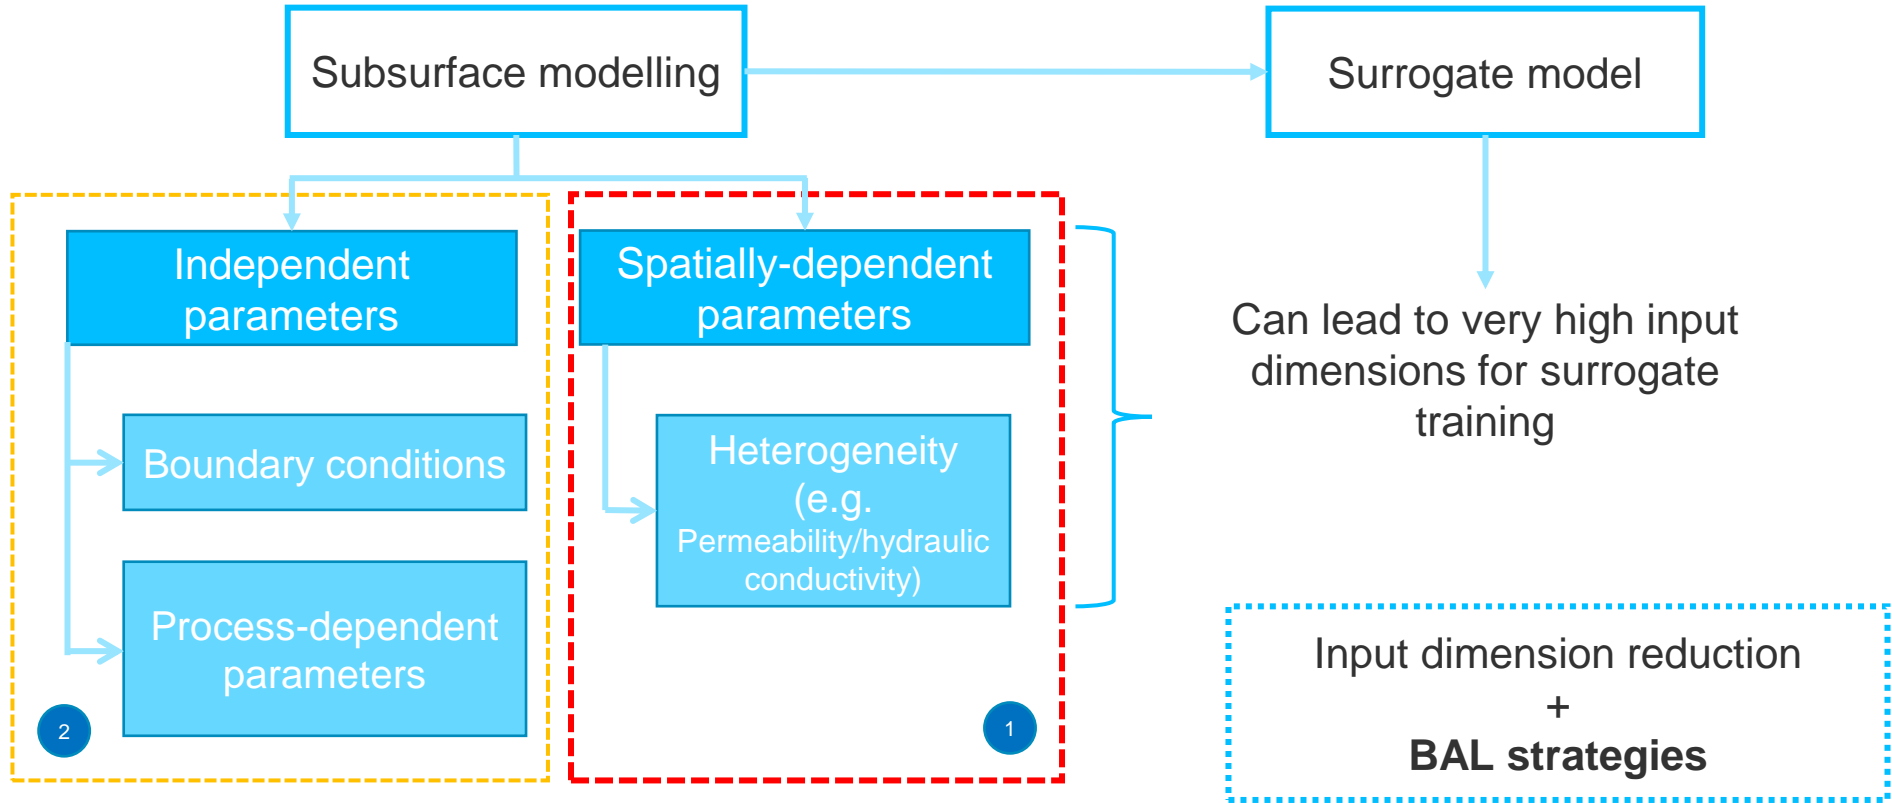 Subsurface modelling
Surrogate model
Independent
parameters
Spatially-dependent
parameters
Boundary conditions
Process-dependent
parameters
2
Heterogeneity
(e.g.
Permeability/hydraulic
conductivity)
1
Can lead to very high input
dimensions for surrogate
training
Input dimension reduction
+
BAL strategies